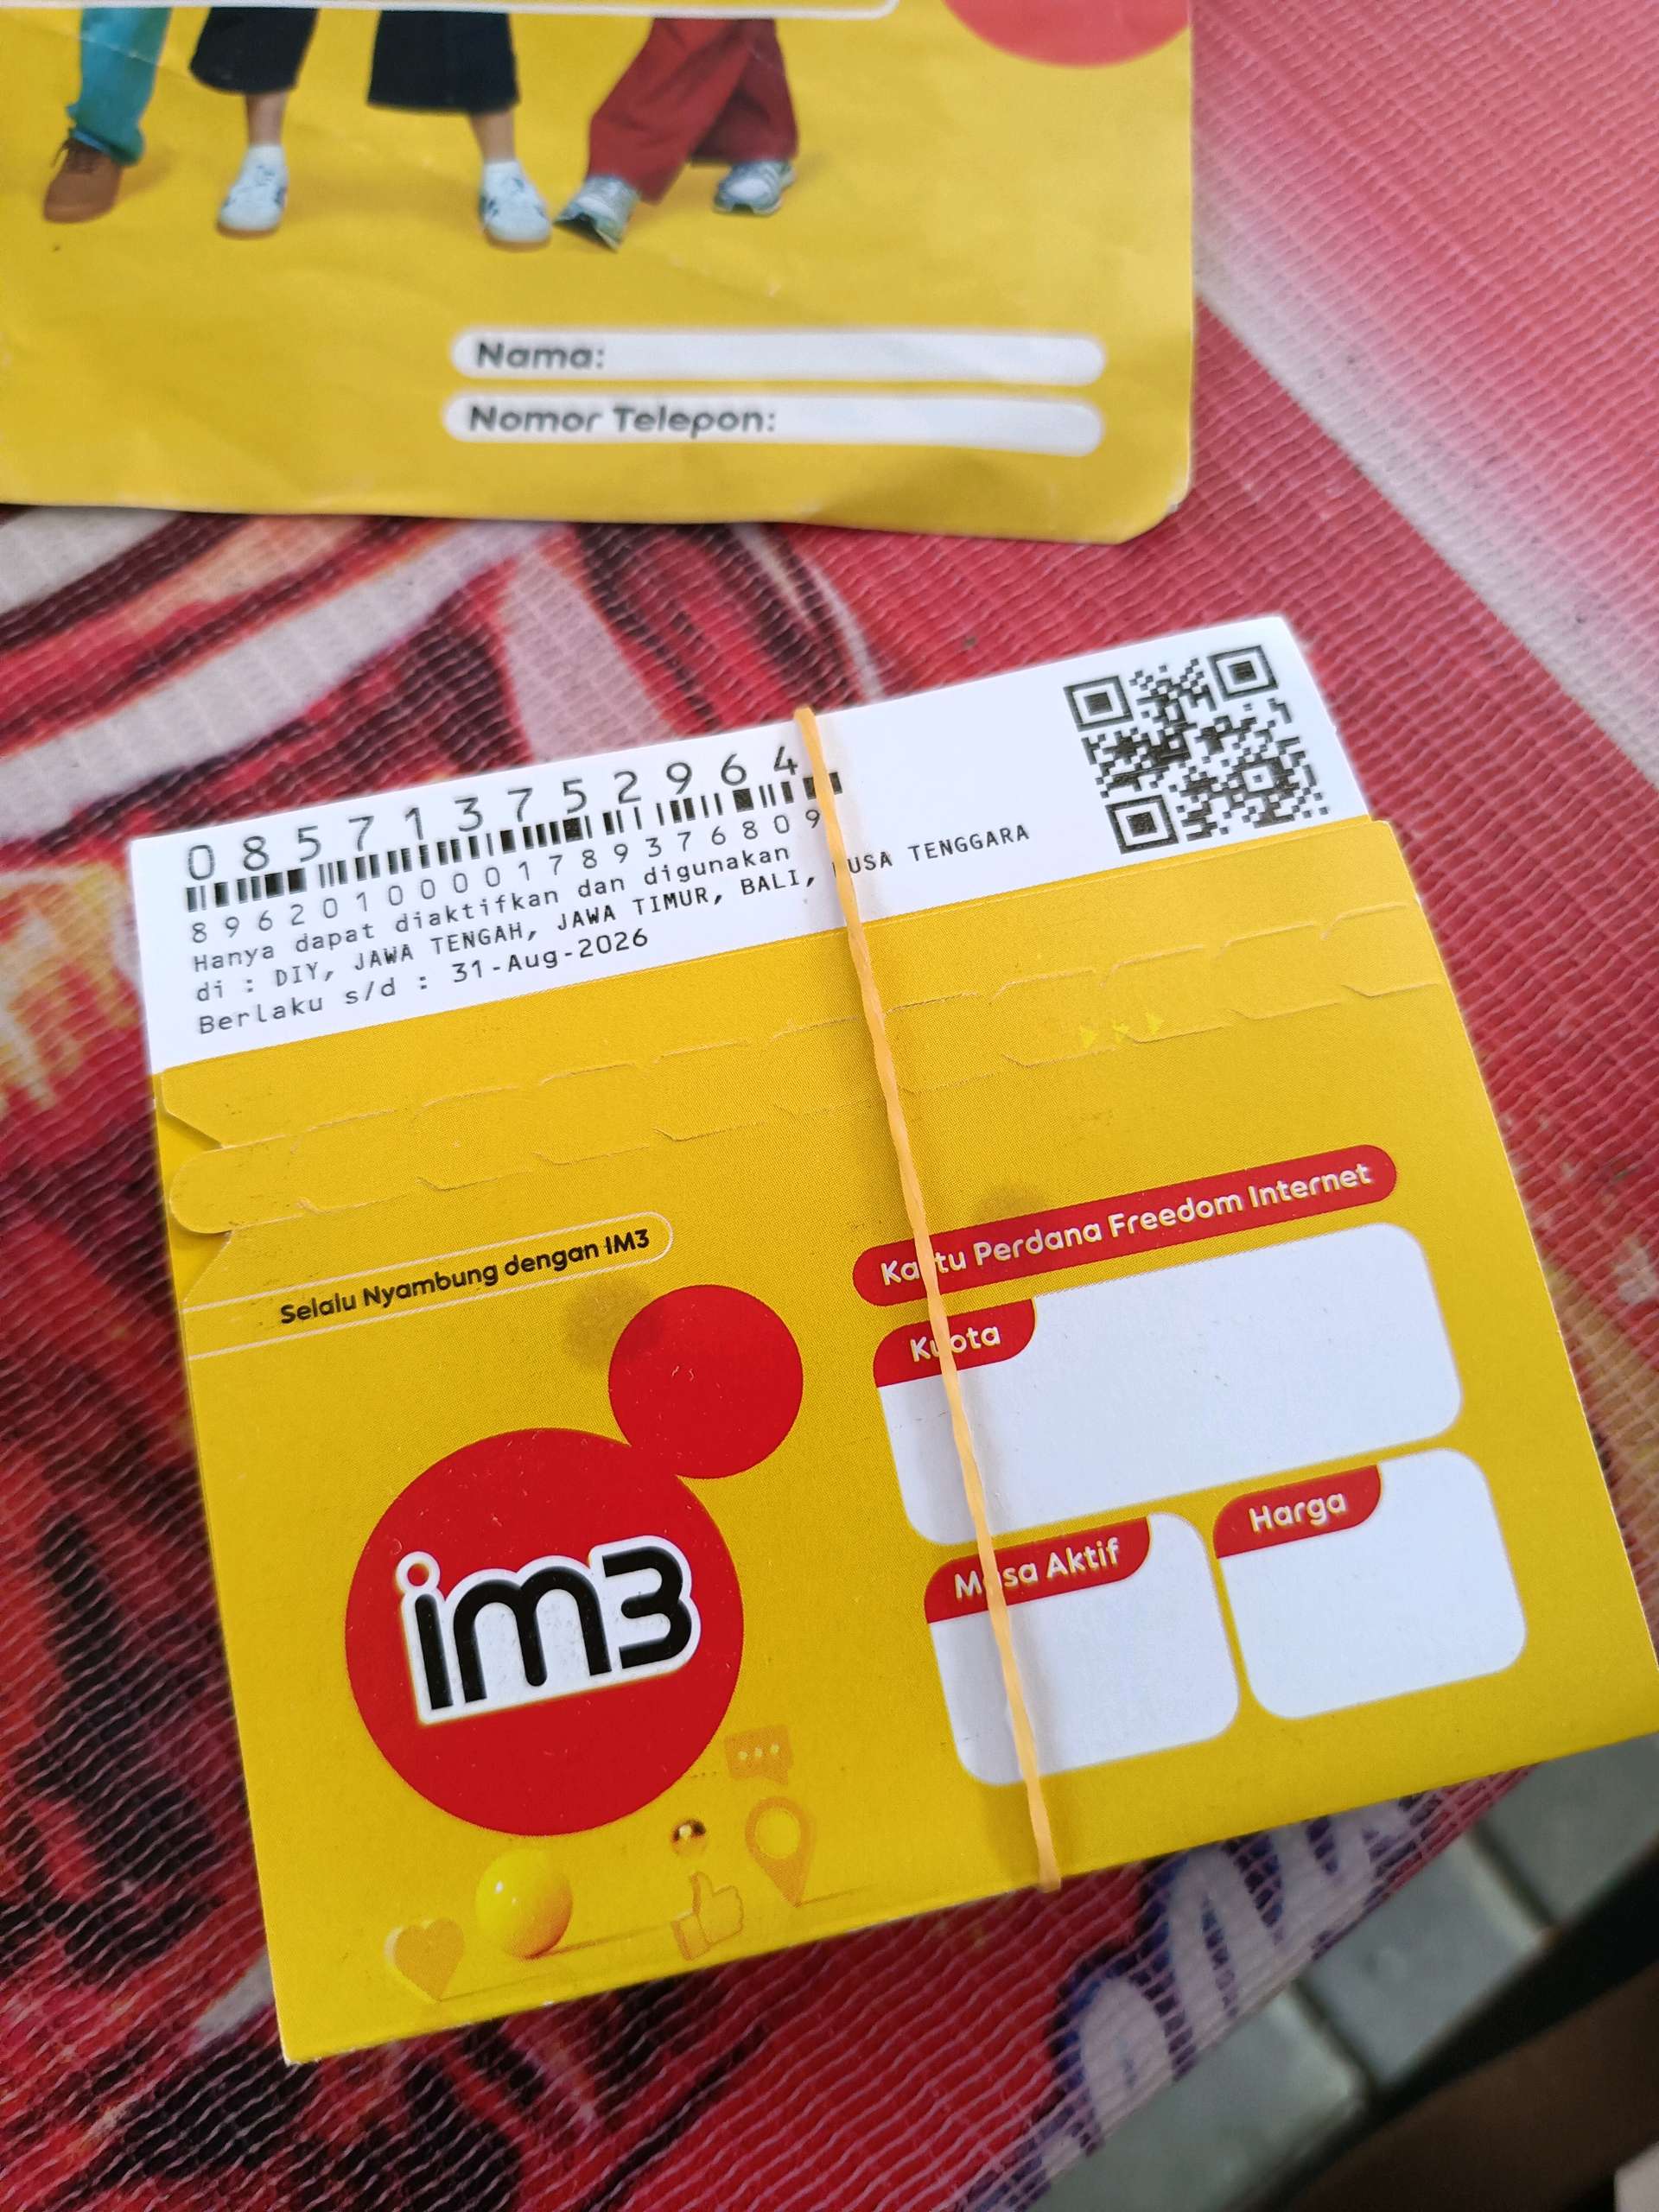 Nama:
Nomor Telepon:
085713752964
89620100001789376809
Hanya dapat diaktifkan dan digunakan
di : DIY, JAWA TENGAH, JAWA TIMUR, BALI, NUSA TENGGARA
Berlaku s/d : 31-Aug-2026
Selalu Nyambung dengan IM3
im3
Kartu Perdana Freedom Internet
Kuota
Masa Aktif
Harga